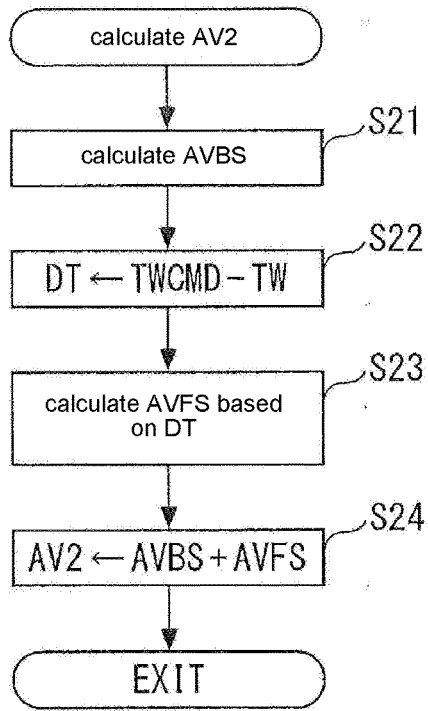 calculate AV2
S21
calculate AVBS
S22
DT ← TWCMD - TW
S23
calculate AVFS based
on DT
S24
AV2 ← AVBS + AVFS
EXIT